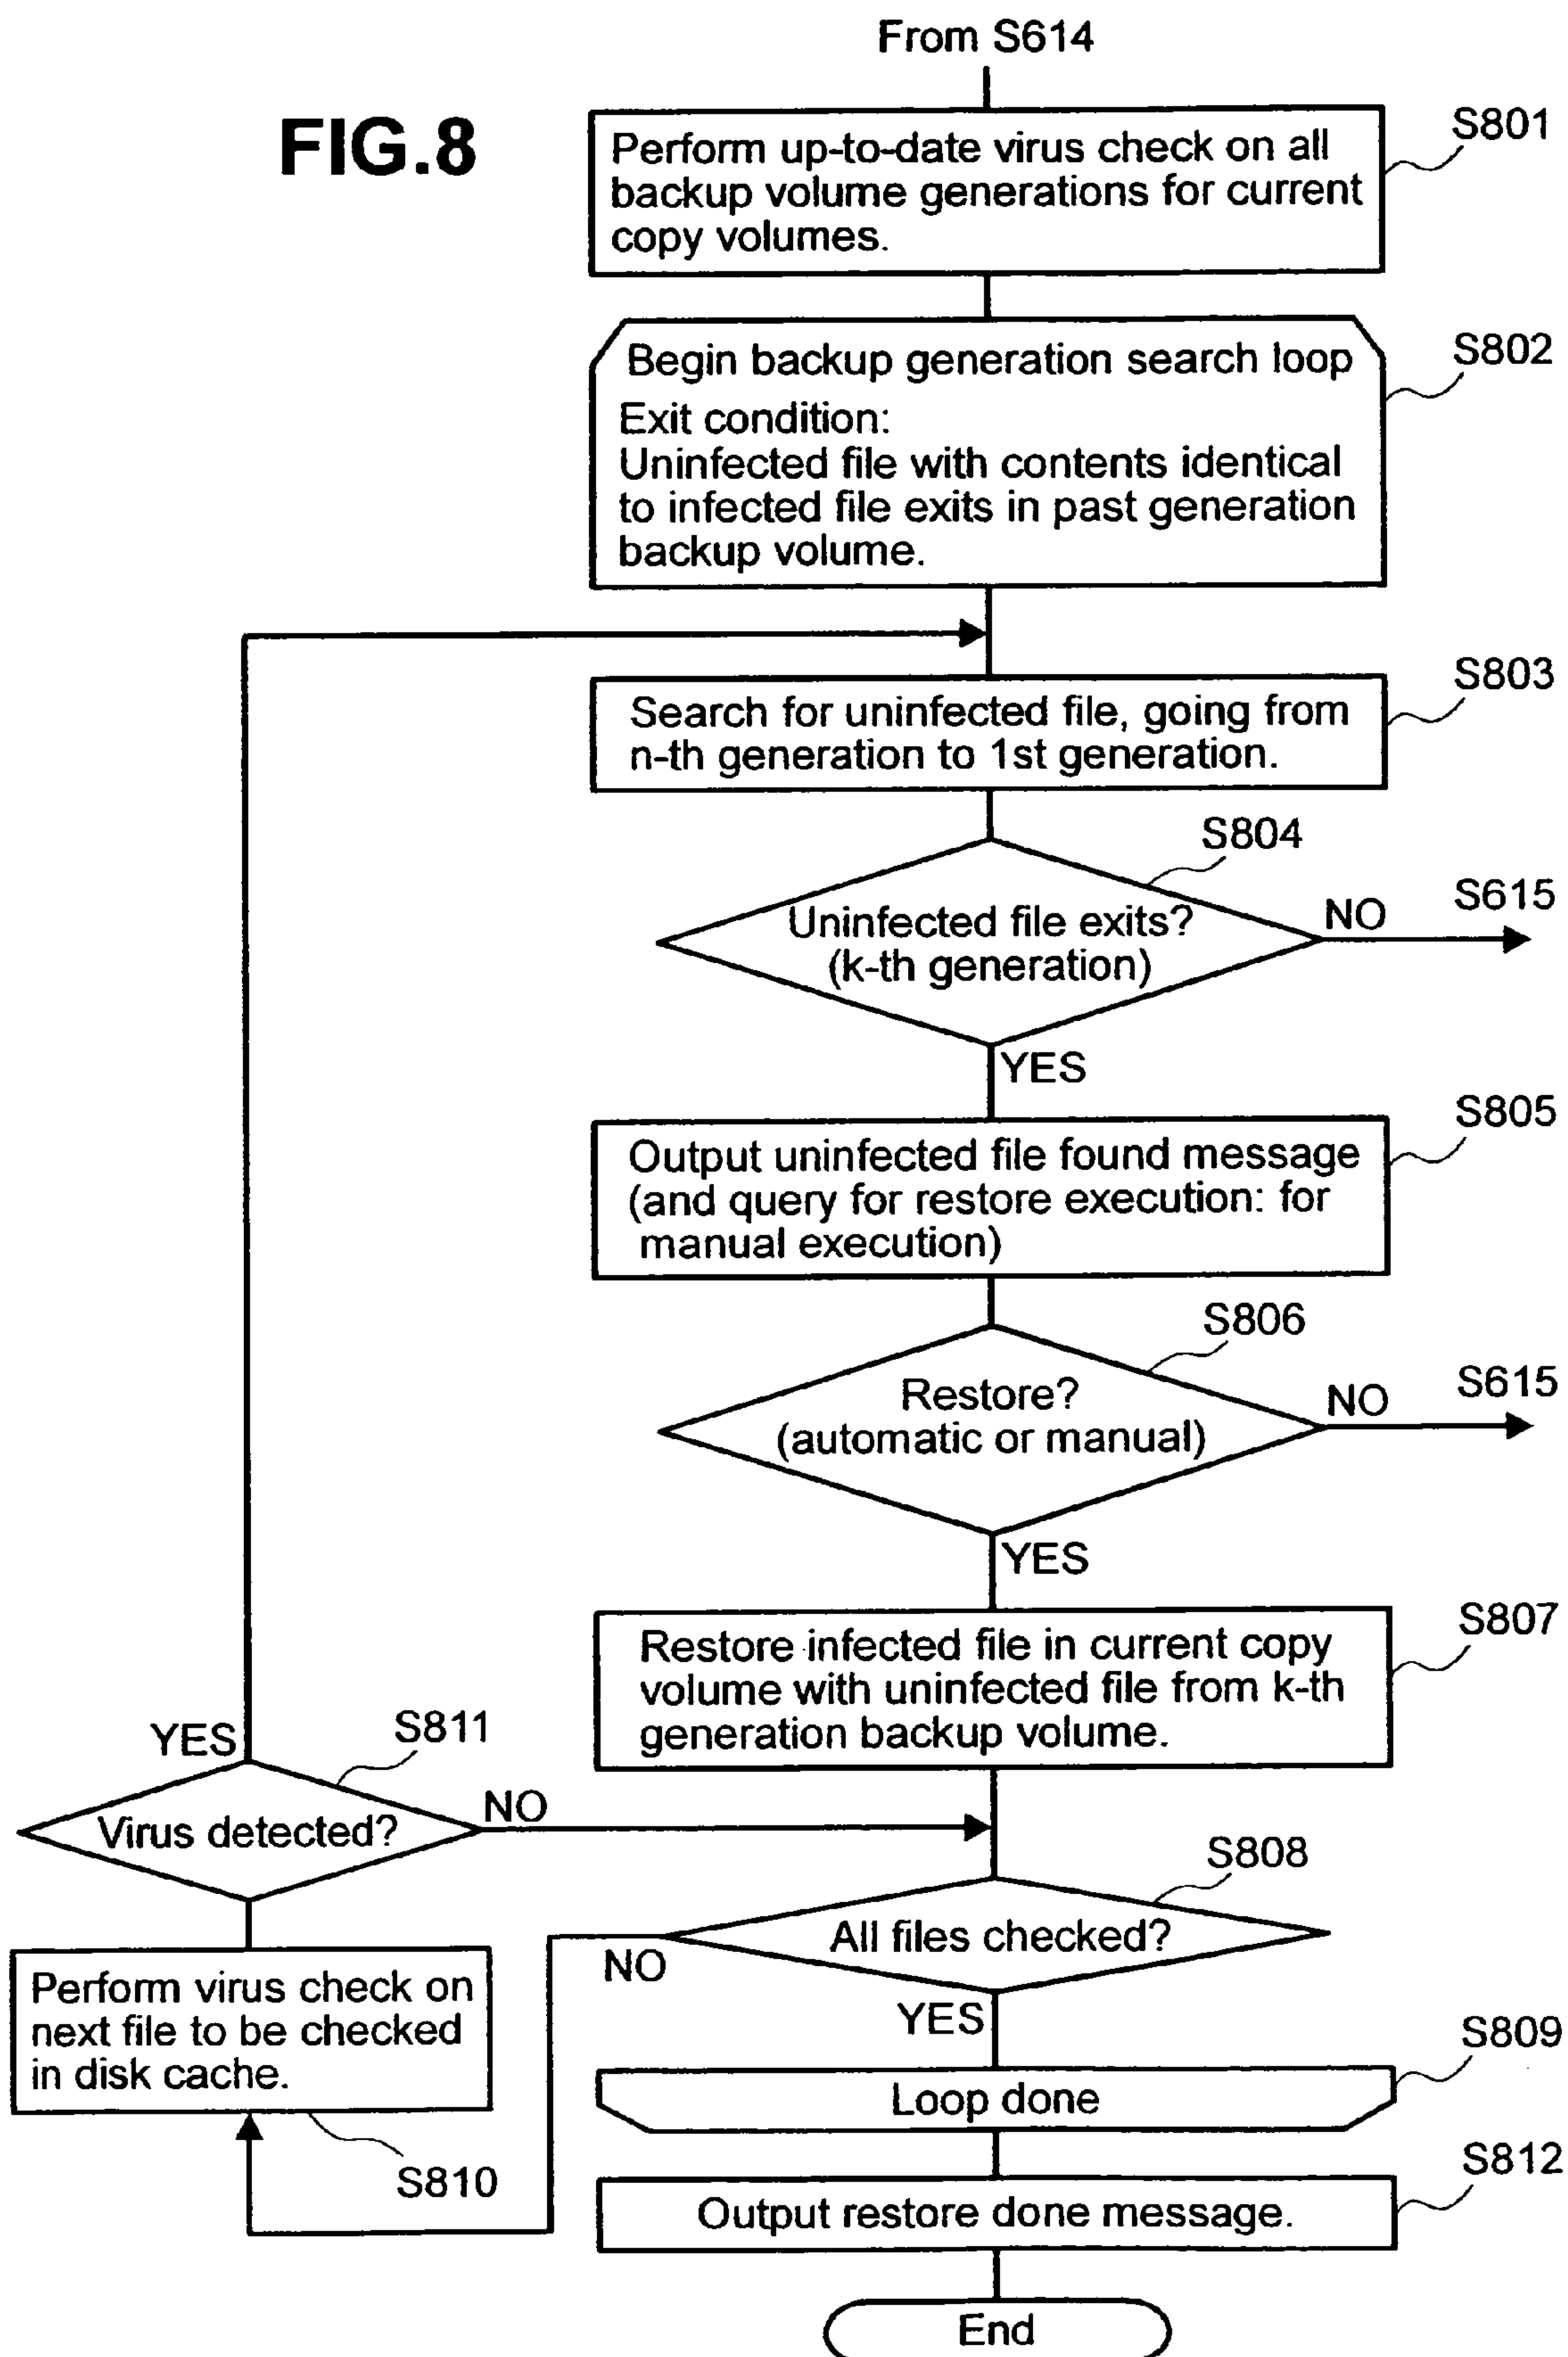 From S614
FIG.8
S801
Perform up-to-date virus check on all
backup volume generations for current
copy volumes.
S802
Begin backup generation search loop
Exit condition:
Uninfected file with contents identical
to infected file exits in past generation
backup volume.
S803
Search for uninfected file, going from
n-th generation to 1st generation.
S804
Uninfected file exits?
(k-th generation)
NO
S615
YES
S805
Output uninfected file found message
(and query for restore execution: for
manual execution)
S806
Restore?
(automatic or manual)
NO
S615
YES
S807
Restore infected file in current copy
volume with uninfected file from k-th
generation backup volume.
YES
S811
Virus detected?
NO
S808
All files checked?
NO
YES
Perform virus check on
next file to be checked
in disk cache.
S810
S809
Loop done
S812
Output restore done message.
End